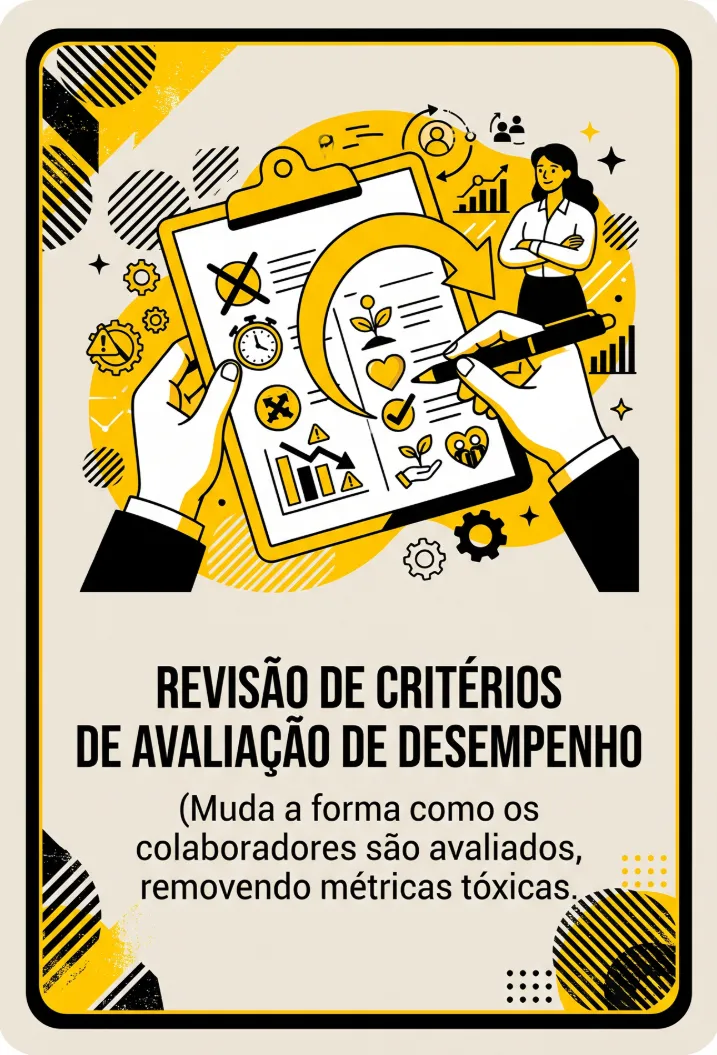 REVISÃO DE CRITÉRIOS
DE AVALIAÇÃO DE DESEMPENHO
(Muda a forma como os
colaboradores são avaliados,
removendo métricas tóxicas.